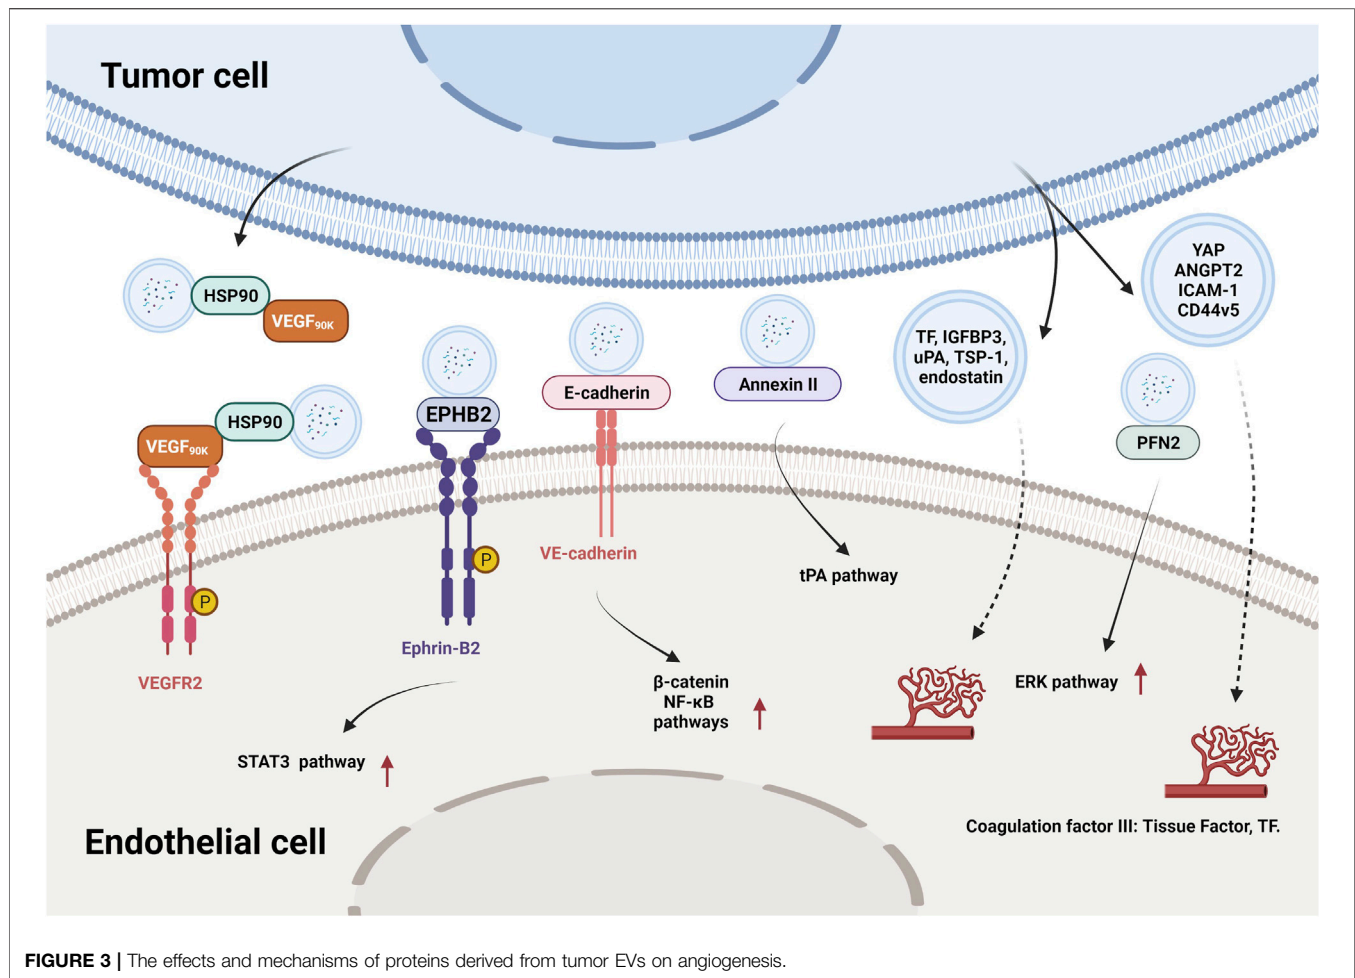 Tumor cell
HSP90
VEGF90K
YAP
ANGPT2
ICAM-1
CD44v5
TF, IGFBP3,
uPA, TSP-1,
endostatin
E-cadherin
Annexin II
EPHB2
HSP90
VEGF90K
PFN2
P
P
VE-cadherin
tPA pathway
Ephrin-B2
VEGFR2
β-catenin
NF-κB
pathways
ERK pathway
STAT3 pathway
Endothelial cell
Coagulation factor III: Tissue Factor, TF.
FIGURE 3 | The effects and mechanisms of proteins derived from tumor EVs on angiogenesis.